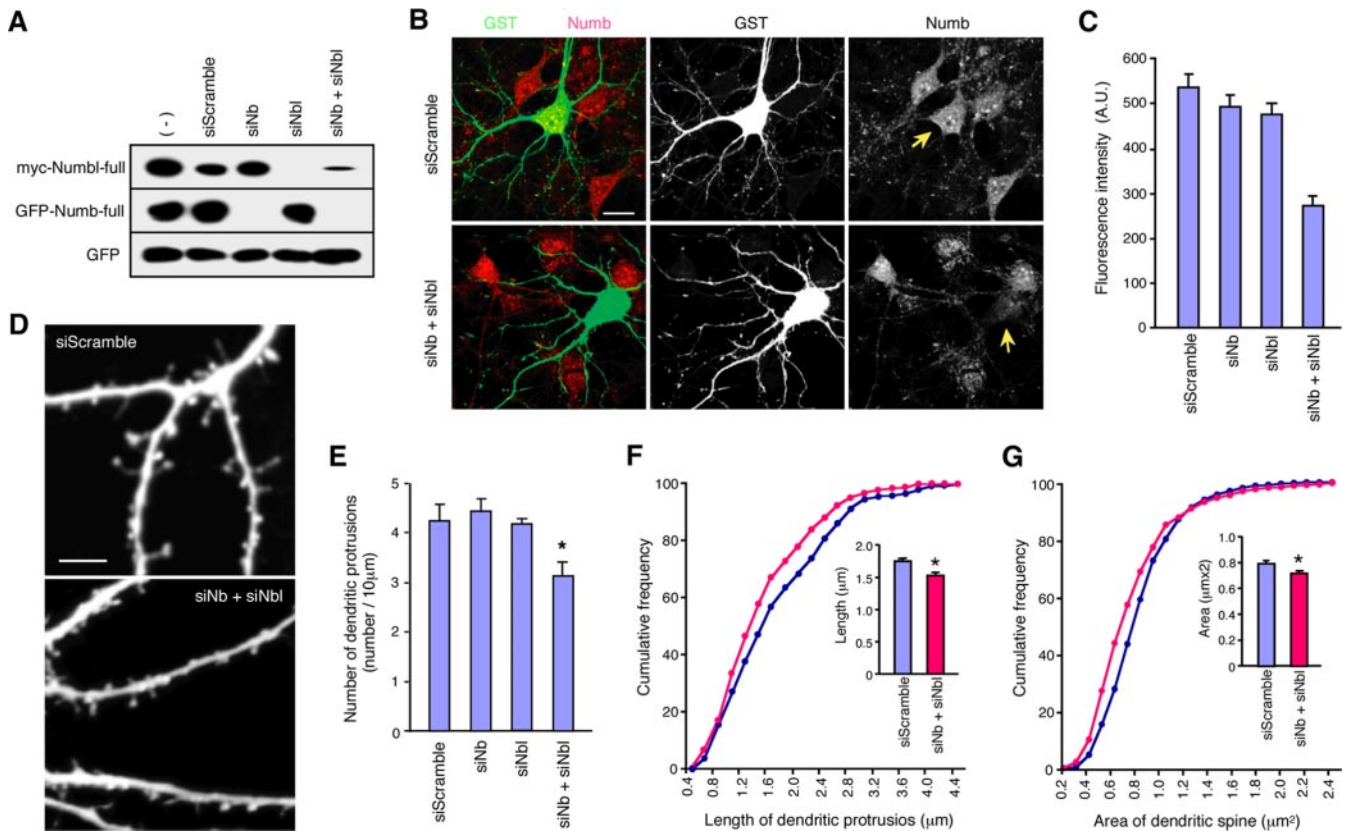 A
(-)
siScramble
siNb
siNbl
siNb + siNbl
myc-Numbl-full
GFP-Numb-full
GFP
B
GST Numb
GST
Numb
siScramble
siNb + siNbl
C
Fluorescence intensity (A.U.)
600
500
400
300
200
100
0
siScramble
siNb
siNbl
siNb + siNbl
D
siScramble
siNb + siNbl
E
Number of dendritic protrusions
(number / 10μm)
5
4
3
2
1
0
*
siScramble
siNb
siNbl
siNb + siNbl
F
Cumulative frequency
100
80
60
40
20
0
0.4
0.8
1.2
1.6
2.0
2.4
2.8
3.2
3.6
4.0
4.4
Length of dendritic protrusios (μm)
Length (μm)
2.0
1.5
1.0
0.5
0
*
siScramble
siNb + siNbl
G
Cumulative frequency
100
80
60
40
20
0
0.2
0.4
0.6
0.8
1.0
1.2
1.4
1.6
1.8
2.0
2.2
2.4
Area of dendritic spine (μm²)
Area (μmx2)
1.0
0.8
0.6
0.4
0.2
0
*
siScramble
siNb + siNbl